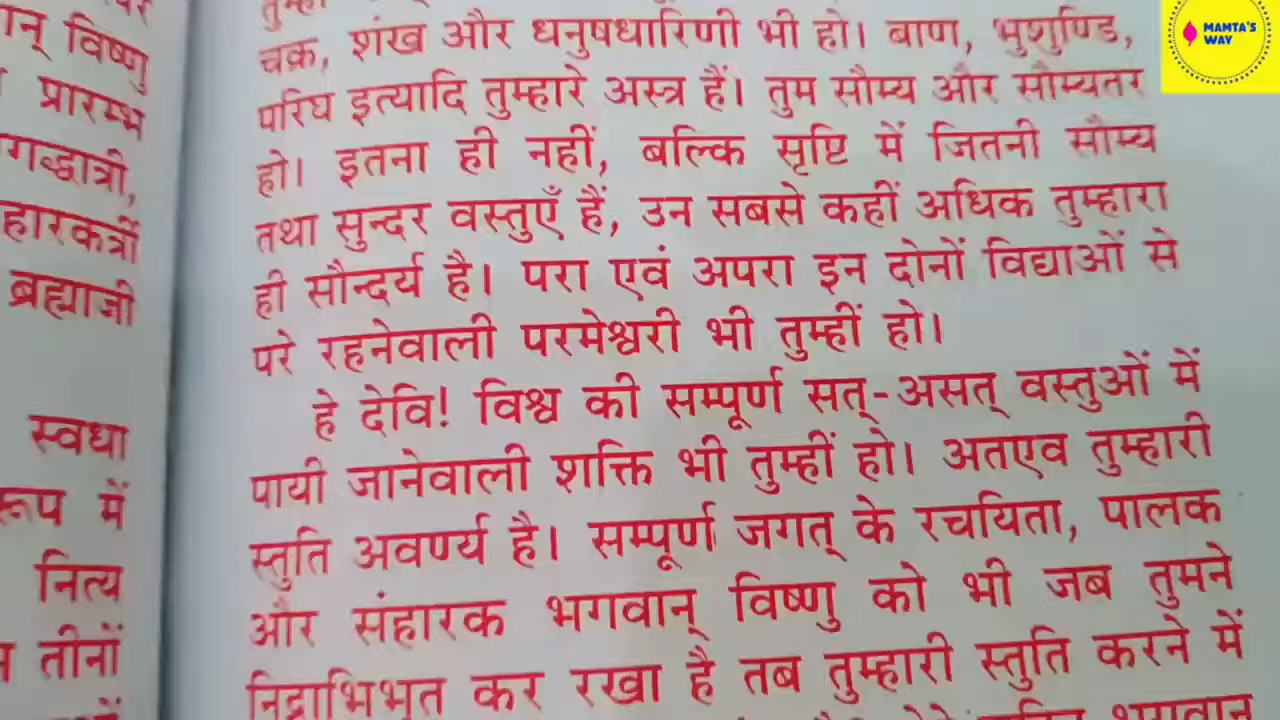 न् विष्णु
प्रारम्भ
गद्धात्री,
हारकर्त्री
ब्रह्माजी
स्वधा
रूप में
नित्य
तीनों
चक्र, शंख और धनुषधारिणी भी हो। बाण, भुशुण्डि,
परिघ इत्यादि तुम्हारे अस्त्र हैं। तुम सौम्य और सौम्यतर
हो। इतना ही नहीं, बल्कि सृष्टि में जितनी सौम्य
तथा सुन्दर वस्तुएँ हैं, उन सबसे कहीं अधिक तुम्हारा
ही सौन्दर्य है। परा एवं अपरा इन दोनों विद्याओं से
परे रहनेवाली परमेश्वरी भी तुम्हीं हो।
हे देवि! विश्व की सम्पूर्ण सत्-असत् वस्तुओं में
पायी जानेवाली शक्ति भी तुम्हीं हो। अतएव तुम्हारी
स्तुति अवर्ण्य है। सम्पूर्ण जगत् के रचयिता, पालक
और संहारक भगवान् विष्णु को भी जब तुमने
निद्राभिभूत कर रखा है तब तुम्हारी स्तुति करने में
MAMTA'S
WAY